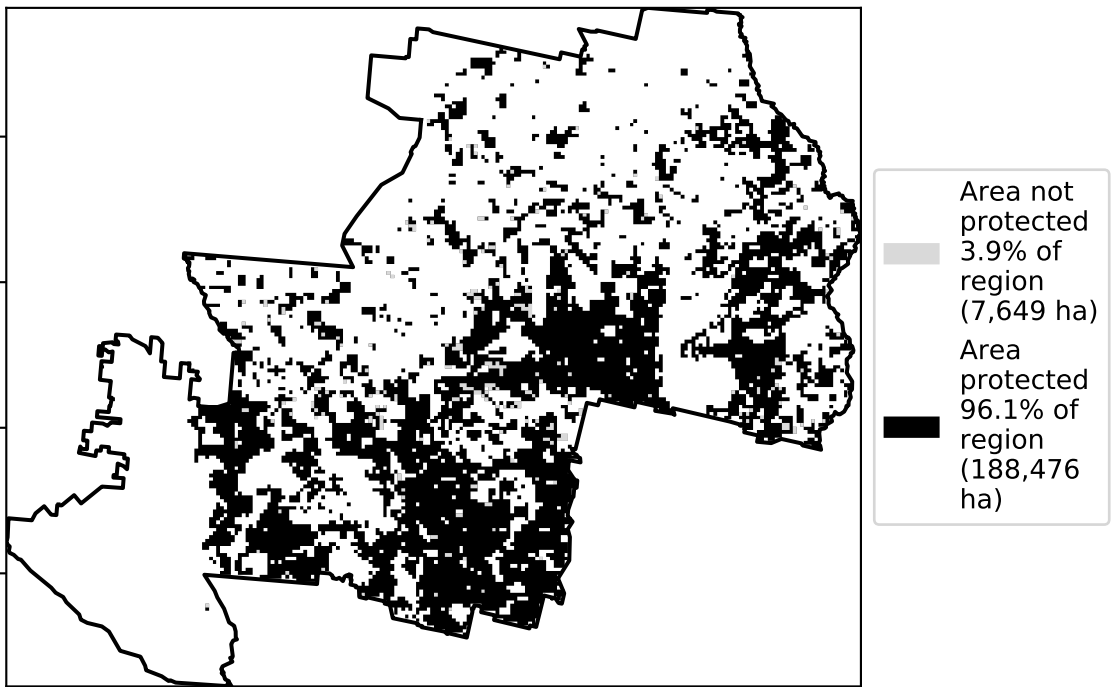 Area not
protected
3.9% of
region
(7,649 ha)
Area
protected
96.1% of
region
(188,476
ha)